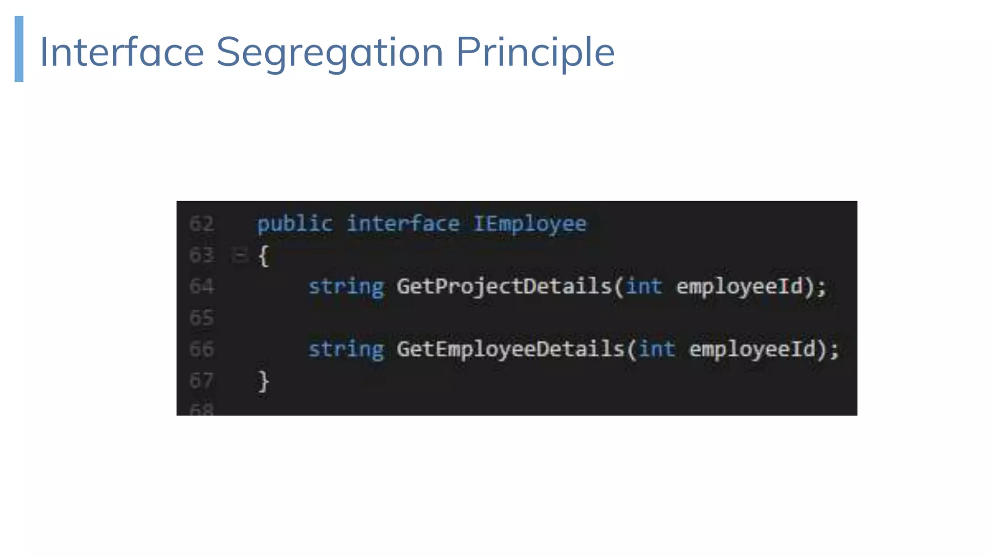 Interface Segregation Principle
62 public interface IEmployee
63 {
64 string GetProjectDetails(int employeeId);
65
66 string GetEmployeeDetails(int employeeId);
67 }
68